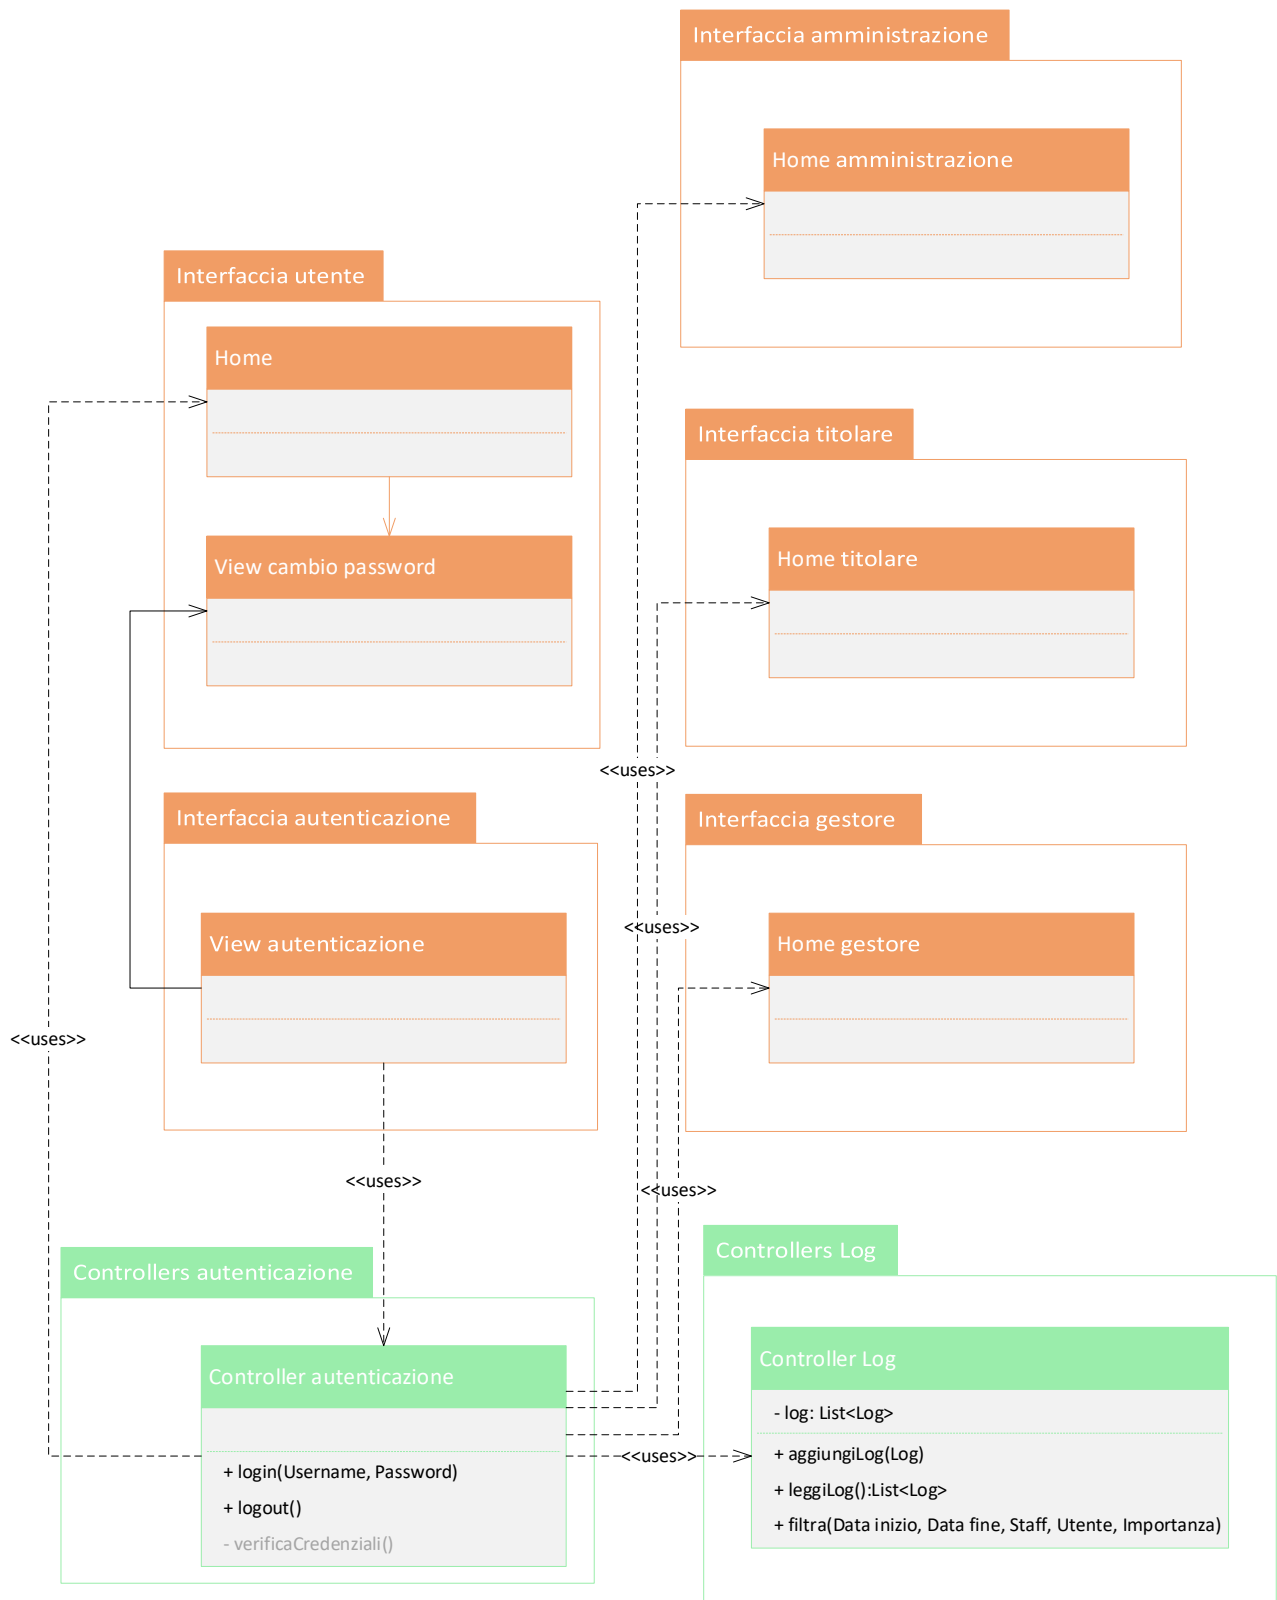 Interfaccia amministrazione
Home amministrazione
Interfaccia utente
Home
View cambio password
Interfaccia titolare
Home titolare
<<uses>>
Interfaccia autenticazione
View autenticazione
Interfaccia gestore
<<uses>>
Home gestore
<<uses>>
<<uses>>
<<uses>>
Controllers autenticazione
Controller autenticazione
+ login(Username, Password)
+ logout()
- verificaCredenziali()
<<uses>>
Controllers Log
Controller Log
- log: List<Log>
+ aggiungiLog(Log)
+ leggiLog():List<Log>
+ filtra(Data inizio, Data fine, Staff, Utente, Importanza)